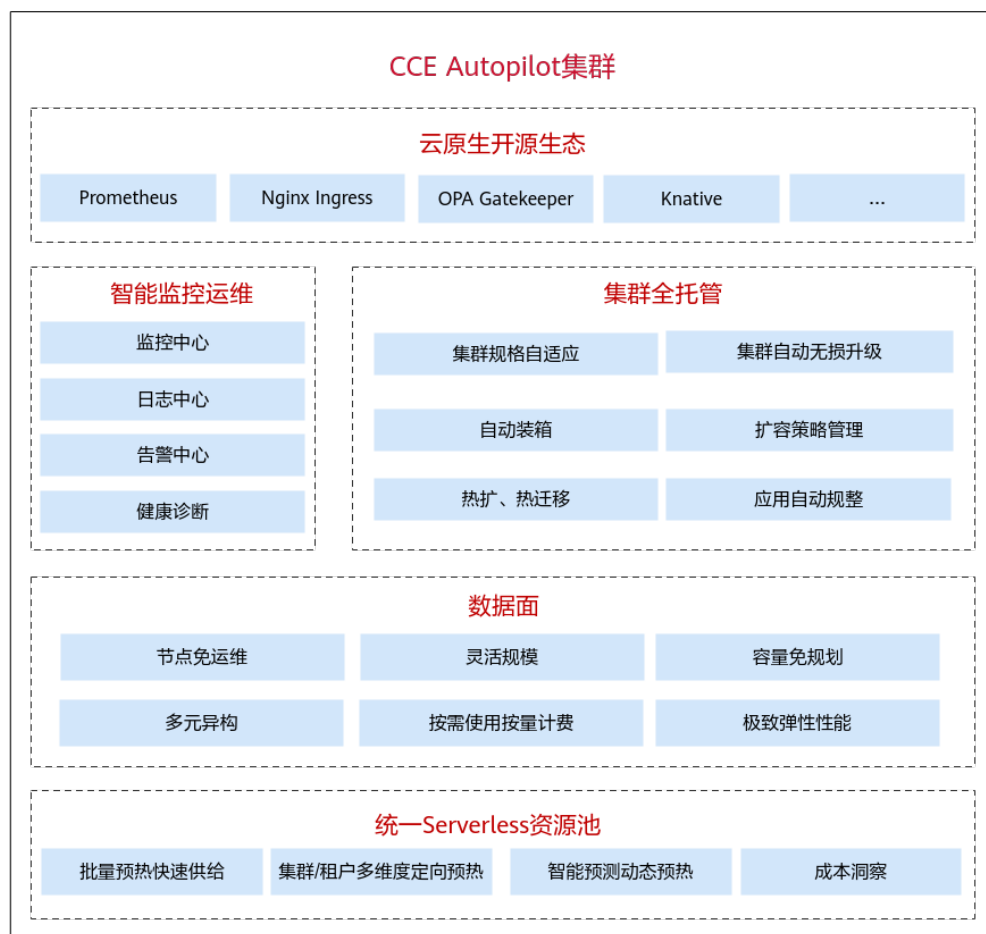 CCE Autopilot集群
云原生开源生态
Prometheus
Nginx Ingress
OPA Gatekeeper
Knative
...
智能监控运维
监控中心
日志中心
告警中心
健康诊断
集群全托管
集群规格自适应
集群自动无损升级
自动装箱
扩容策略管理
热扩、热迁移
应用自动规整
数据面
节点免运维
灵活规模
容量免规划
多元异构
按需使用按量计费
极致弹性性能
统一Serverless资源池
批量预热快速供给
集群/租户多维度定向预热
智能预测动态预热
成本洞察